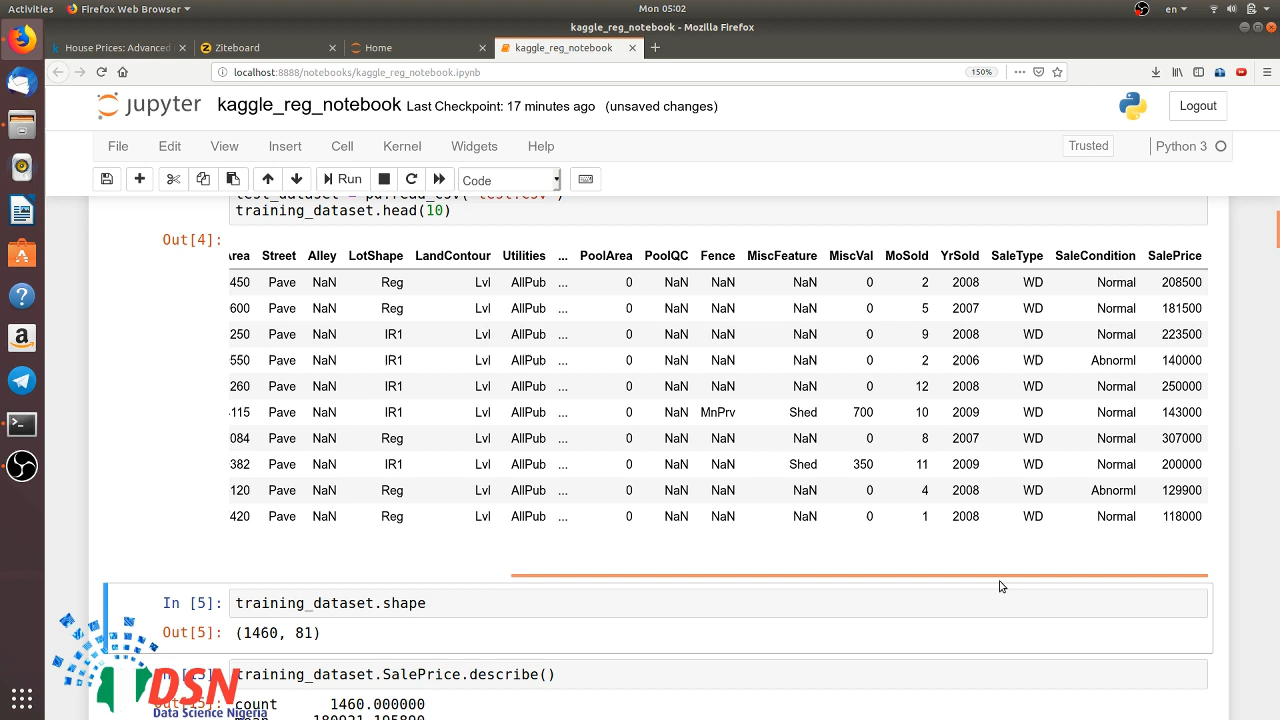 Activities Firefox Web Browser Mon 05:02 en
kaggle_reg_notebook - Mozilla Firefox
House Prices: Advanced Ziteboard Home kaggle_reg_notebook
localhost:8888/notebooks/kaggle_reg_notebook.ipynb 150%
jupyter kaggle_reg_notebook Last Checkpoint: 17 minutes ago (unsaved changes) Logout
File Edit View Insert Cell Kernel Widgets Help Trusted Python 3
Run Code
test_dataset = pd.read_csv("test.csv")
training_dataset.head(10)
Out[4]:
Area Street Alley LotShape LandContour Utilities ... PoolArea PoolQC Fence MiscFeature MiscVal MoSold YrSold SaleType SaleCondition SalePrice
450 Pave NaN Reg Lvl AllPub ... 0 NaN NaN NaN 0 2 2008 WD Normal 208500
600 Pave NaN Reg Lvl AllPub ... 0 NaN NaN NaN 0 5 2007 WD Normal 181500
250 Pave NaN IR1 Lvl AllPub ... 0 NaN NaN NaN 0 9 2008 WD Normal 223500
550 Pave NaN IR1 Lvl AllPub ... 0 NaN NaN NaN 0 2 2006 WD Abnorml 140000
260 Pave NaN IR1 Lvl AllPub ... 0 NaN NaN NaN 0 12 2008 WD Normal 250000
115 Pave NaN IR1 Lvl AllPub ... 0 NaN MnPrv Shed 700 10 2009 WD Normal 143000
084 Pave NaN Reg Lvl AllPub ... 0 NaN NaN NaN 0 8 2007 WD Normal 307000
382 Pave NaN IR1 Lvl AllPub ... 0 NaN NaN Shed 350 11 2009 WD Normal 200000
120 Pave NaN Reg Lvl AllPub ... 0 NaN NaN NaN 0 4 2008 WD Abnorml 129900
420 Pave NaN Reg Lvl AllPub ... 0 NaN NaN NaN 0 1 2008 WD Normal 118000
In [5]: training_dataset.shape
Out[5]: (1460, 81)
training_dataset.SalePrice.describe()
count 1460.000000
mean 180921.195890
DSN
Data Science Nigeria